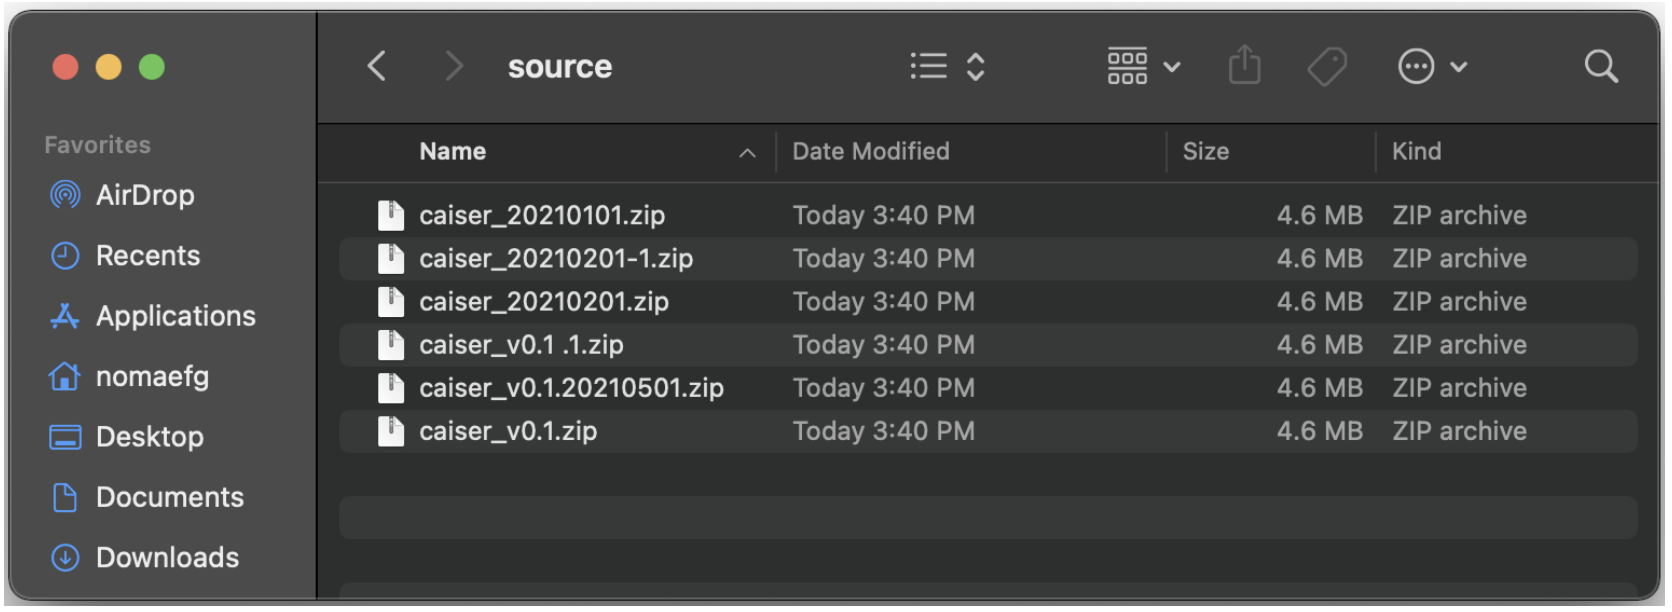 source
Favorites
AirDrop
Recents
Applications
nomaefg
Desktop
Documents
Downloads
Name Date Modified Size Kind
caiser_20210101.zip Today 3:40 PM 4.6 MB ZIP archive
caiser_20210201-1.zip Today 3:40 PM 4.6 MB ZIP archive
caiser_20210201.zip Today 3:40 PM 4.6 MB ZIP archive
caiser_v0.1 .1.zip Today 3:40 PM 4.6 MB ZIP archive
caiser_v0.1.20210501.zip Today 3:40 PM 4.6 MB ZIP archive
caiser_v0.1.zip Today 3:40 PM 4.6 MB ZIP archive